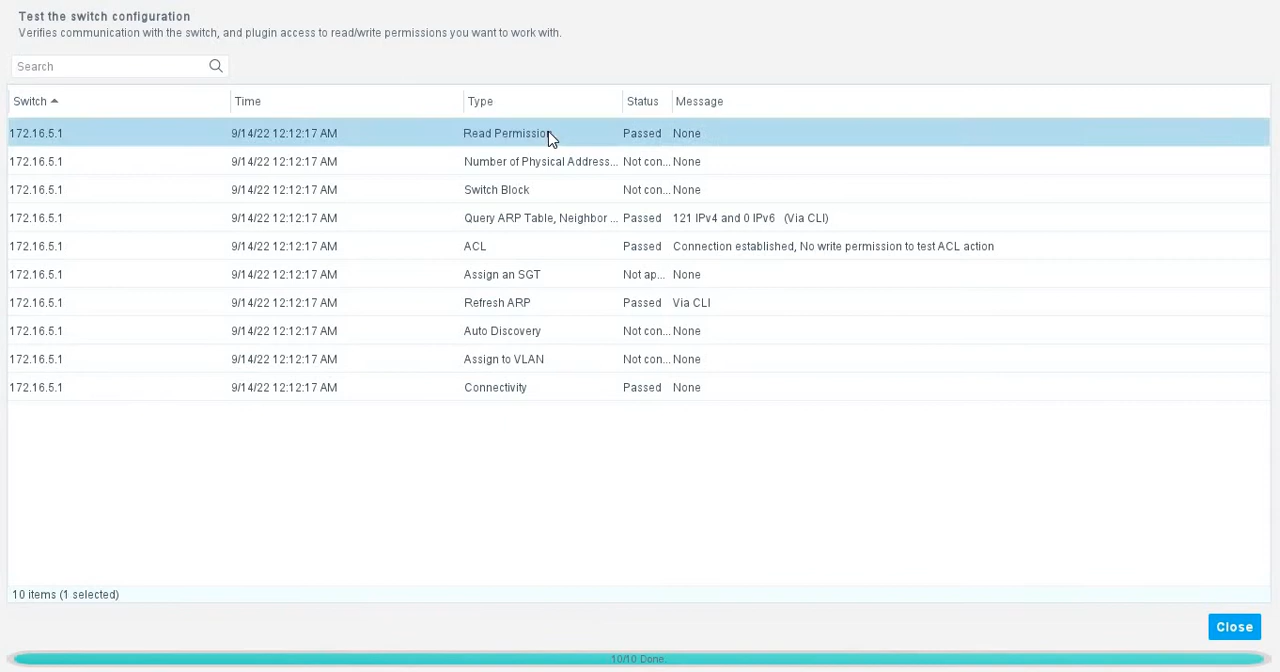 Test the switch configuration
Verifies communication with the switch, and plugin access to read/write permissions you want to work with.
Search
Switch Time Type Status Message
172.16.5.1 9/14/22 12:12:17 AM Read Permission Passed None
172.16.5.1 9/14/22 12:12:17 AM Number of Physical Address... Not con... None
172.16.5.1 9/14/22 12:12:17 AM Switch Block Not con... None
172.16.5.1 9/14/22 12:12:17 AM Query ARP Table, Neighbor ... Passed 121 IPv4 and 0 IPv6 (Via CLI)
172.16.5.1 9/14/22 12:12:17 AM ACL Passed Connection established, No write permission to test ACL action
172.16.5.1 9/14/22 12:12:17 AM Assign an SGT Not ap... None
172.16.5.1 9/14/22 12:12:17 AM Refresh ARP Passed Via CLI
172.16.5.1 9/14/22 12:12:17 AM Auto Discovery Not con... None
172.16.5.1 9/14/22 12:12:17 AM Assign to VLAN Not con... None
172.16.5.1 9/14/22 12:12:17 AM Connectivity Passed None
10 items (1 selected)
Close
10/10 Done.